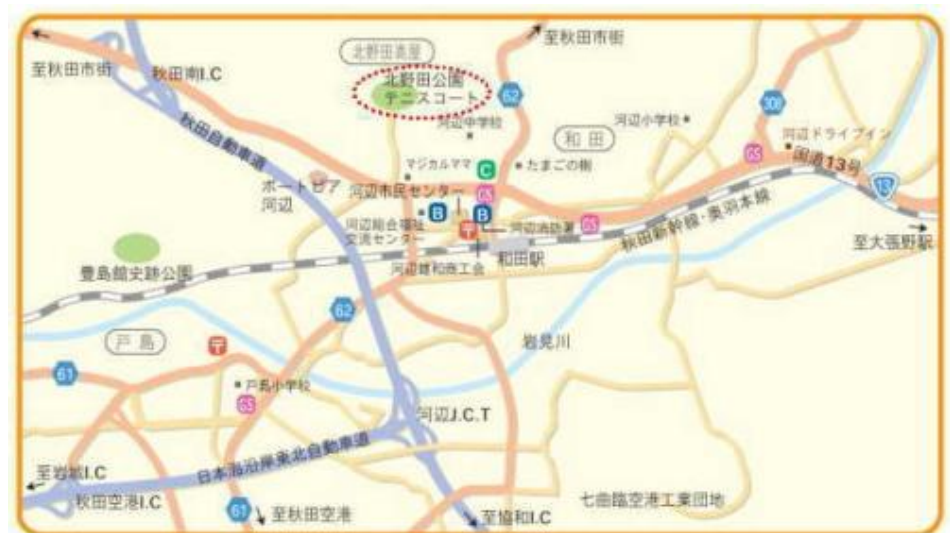 至秋田市街
至秋田市街
秋田南I.C
北野田高屋
北野田公園
テニスコート
62
308
河辺中学校
河辺小学校
和田
河辺ドライブイン
秋田自動車道
マジカルママ
C
たまごの樹
GS
国道13号
13
ポートピア
河辺
河辺市民センター
GS
B
B
河辺総合福祉
交流センター
河辺消防署
GS
秋田新幹線・奥羽本線
至大張野駅
〒
和田駅
河辺雄和商工会
豊島館史跡公園
62
戸島
〒
岩見川
61
戸島小学校
GS
河辺J.C.T
日本海沿岸東北自動車道
至岩城I.C
秋田空港I.C
61
至秋田空港
至協和I.C
七曲臨空港工業団地